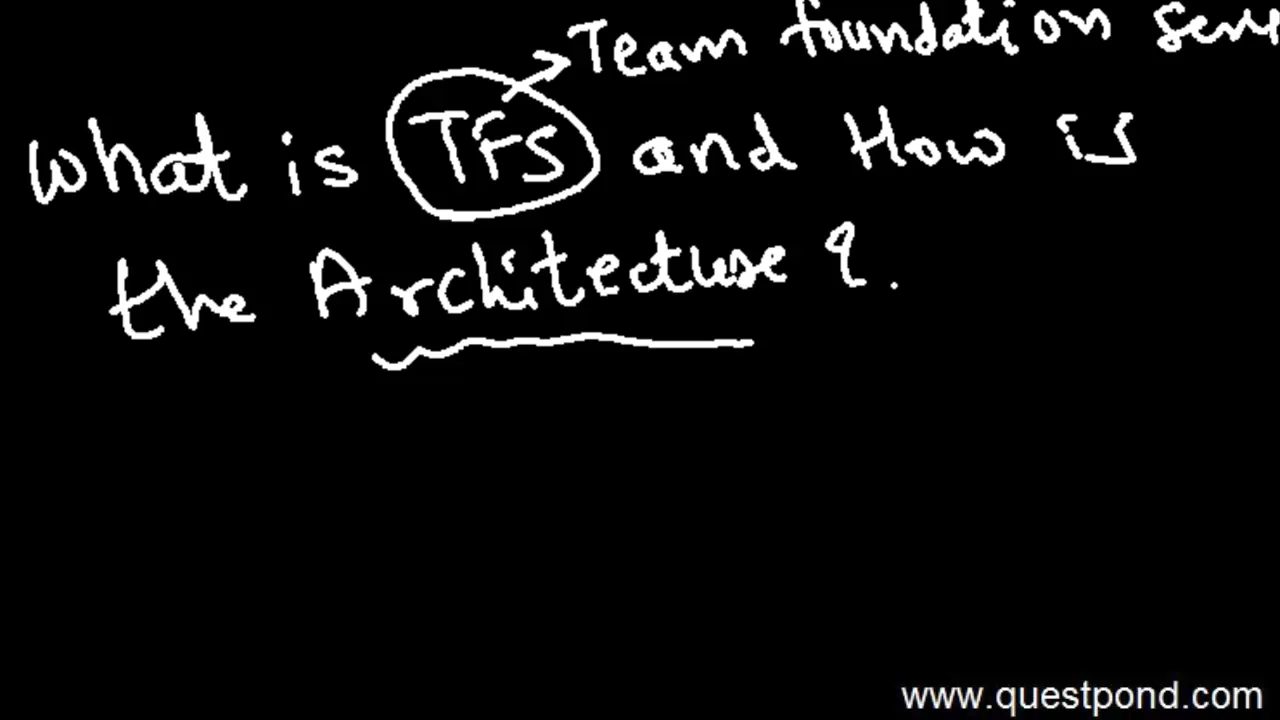 Team foundation
What is TFS and How is
the Architecture ?.
www.questpond.com